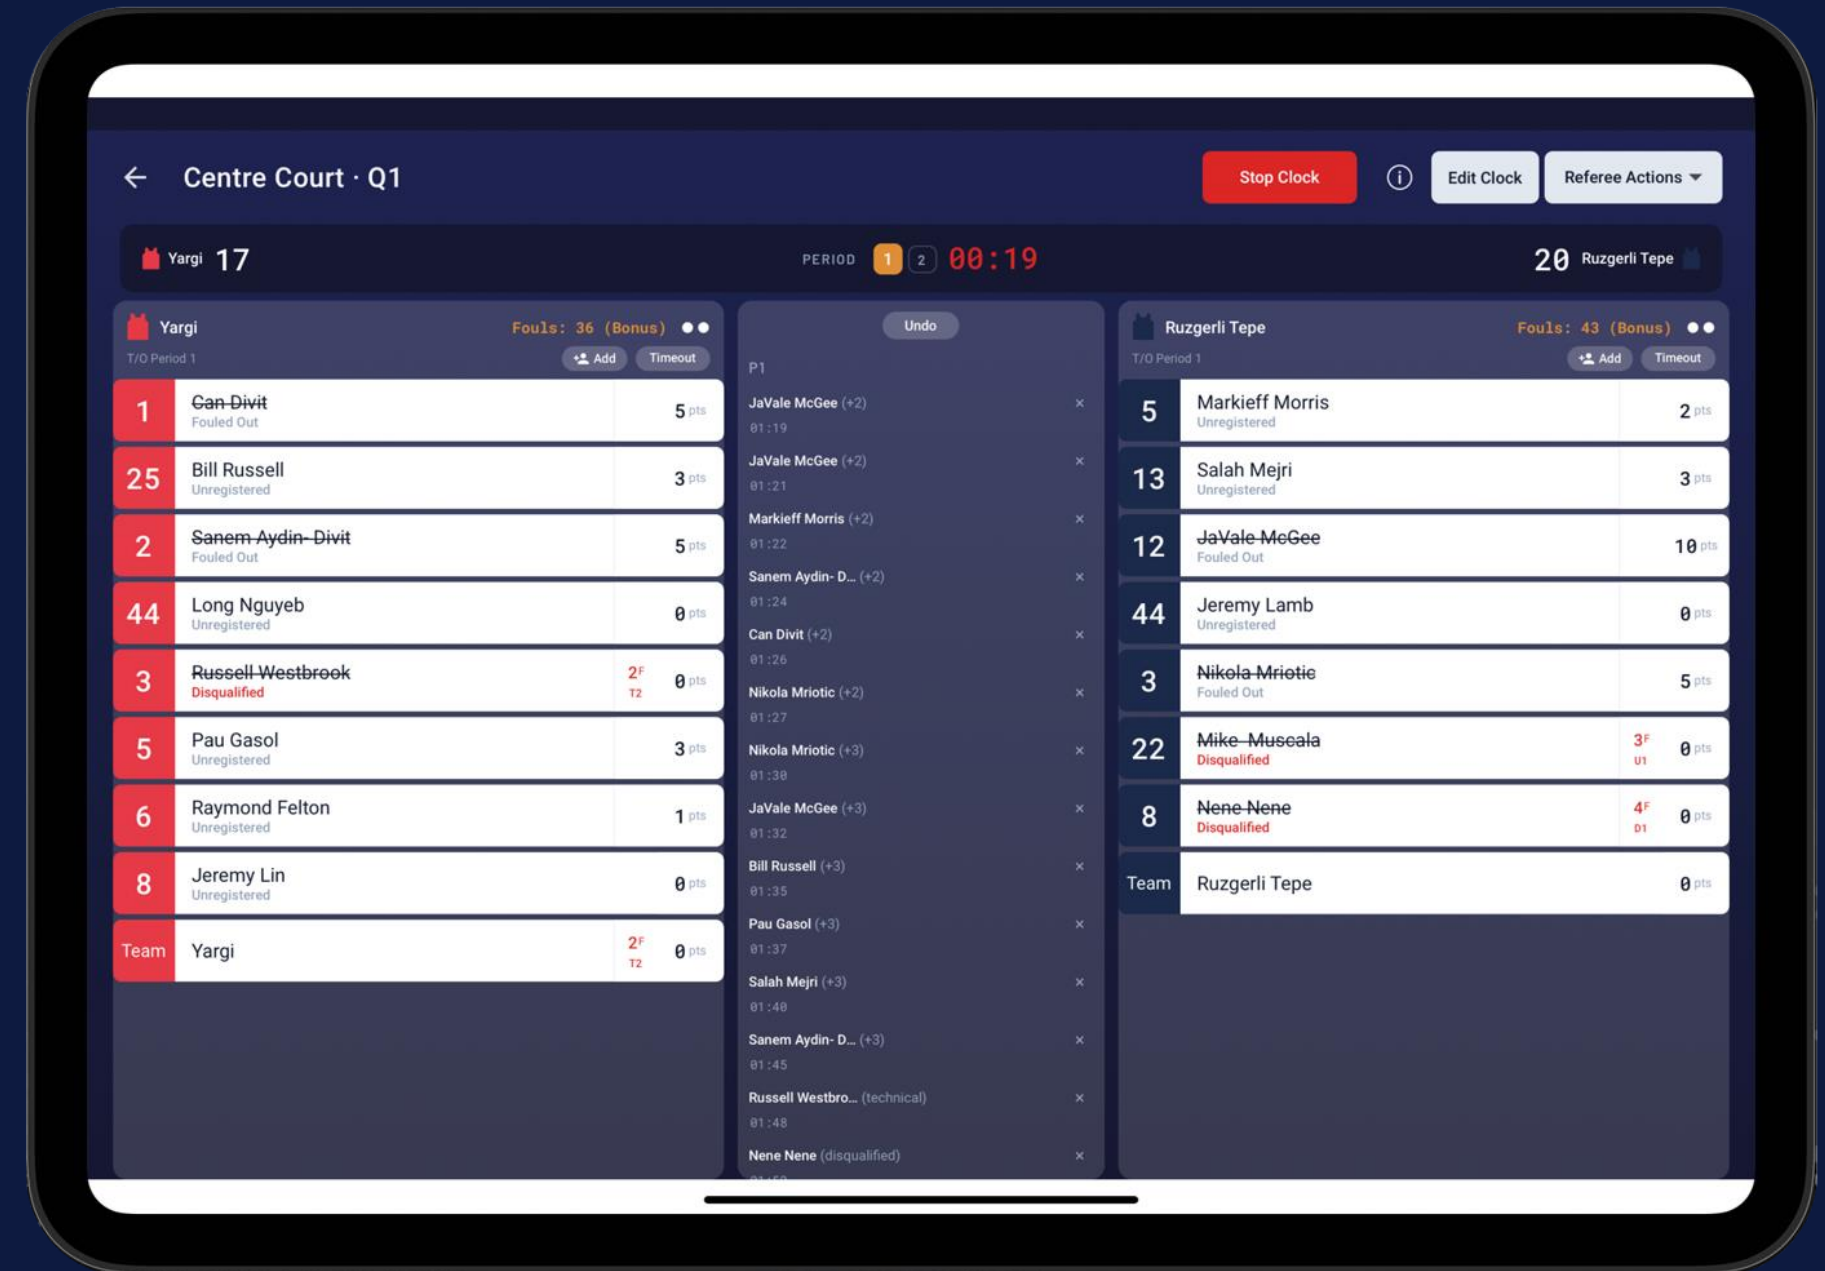 Centre Court · Q1
Stop Clock
Edit Clock
Referee Actions
Yargi 17
PERIOD 1 2 00:19
20 Ruzgerli Tepe
Yargi
Fouls: 36 (Bonus)
T/O Period 1
Add
Timeout
1 Can Divit 5 pts
Fouled Out
25 Bill Russell 3 pts
Unregistered
2 Sanem Aydin- Divit 5 pts
Fouled Out
44 Long Nguyeb 0 pts
Unregistered
3 Russell Westbrook 2F 0 pts
Disqualified T2
5 Pau Gasol 3 pts
Unregistered
6 Raymond Felton 1 pts
Unregistered
8 Jeremy Lin 0 pts
Unregistered
Team Yargi 2F 0 pts
T2
Undo
P1
JaVale McGee (+2)
01:19
JaVale McGee (+2)
01:21
Markieff Morris (+2)
01:22
Sanem Aydin- D... (+2)
01:24
Can Divit (+2)
01:26
Nikola Mriotic (+2)
01:27
Nikola Mriotic (+3)
01:30
JaVale McGee (+3)
01:32
Bill Russell (+3)
01:35
Pau Gasol (+3)
01:37
Salah Mejri (+3)
01:40
Sanem Aydin- D... (+3)
01:45
Russell Westbro... (technical)
01:48
Nene Nene (disqualified)
Ruzgerli Tepe
Fouls: 43 (Bonus)
T/O Period 1
Add
Timeout
5 Markieff Morris 2 pts
Unregistered
13 Salah Mejri 3 pts
Unregistered
12 JaVale McGee 10 pts
Fouled Out
44 Jeremy Lamb 0 pts
Unregistered
3 Nikola Mriotic 5 pts
Fouled Out
22 Mike Muscala 3F 0 pts
Disqualified U1
8 Nene Nene 4F 0 pts
Disqualified D1
Team Ruzgerli Tepe 0 pts